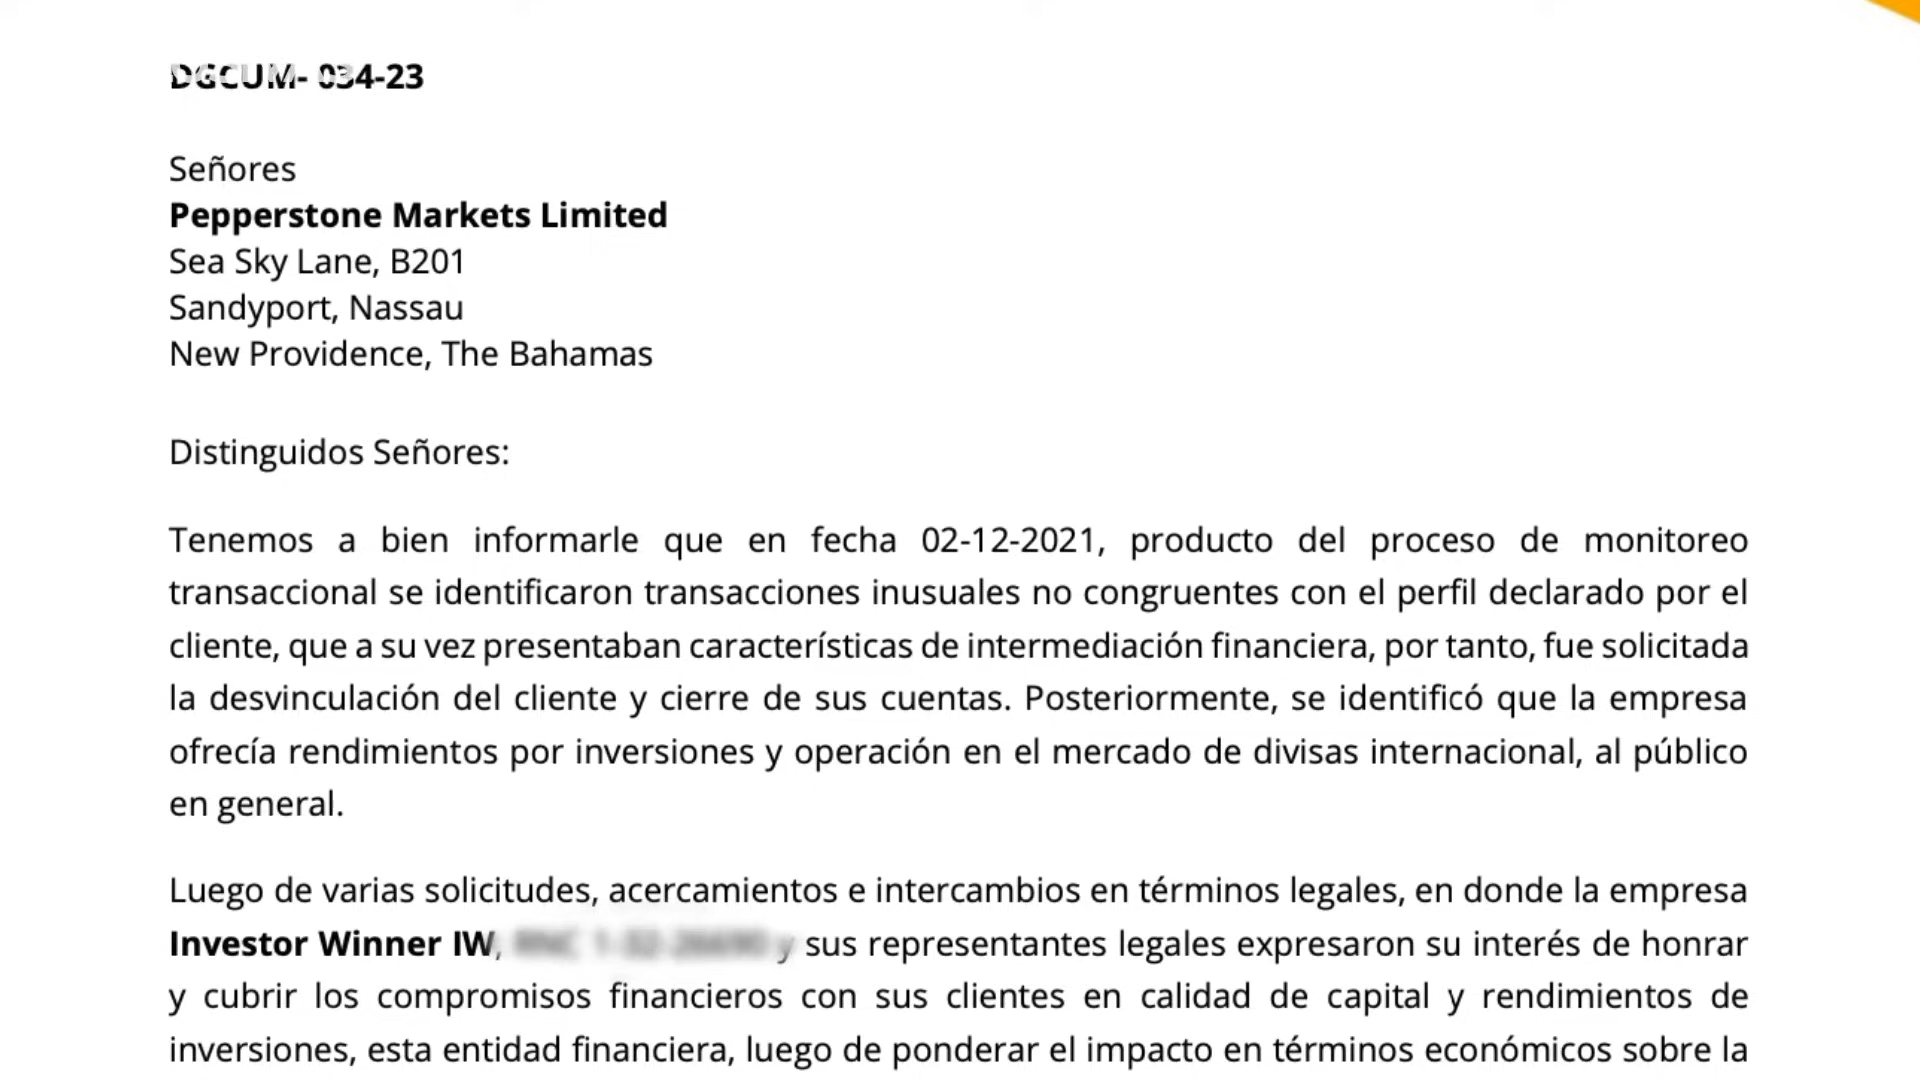 DGCUM- 034-23
Señores
Pepperstone Markets Limited
Sea Sky Lane, B201
Sandyport, Nassau
New Providence, The Bahamas
Distinguidos Señores:
Tenemos a bien informarle que en fecha 02-12-2021, producto del proceso de monitoreo
transaccional se identificaron transacciones inusuales no congruentes con el perfil declarado por el
cliente, que a su vez presentaban características de intermediación financiera, por tanto, fue solicitada
la desvinculación del cliente y cierre de sus cuentas. Posteriormente, se identificó que la empresa
ofrecía rendimientos por inversiones y operación en el mercado de divisas internacional, al público
en general.
Luego de varias solicitudes, acercamientos e intercambios en términos legales, en donde la empresa
Investor Winner IW, y sus representantes legales expresaron su interés de honrar
y cubrir los compromisos financieros con sus clientes en calidad de capital y rendimientos de
inversiones, esta entidad financiera, luego de ponderar el impacto en términos económicos sobre la